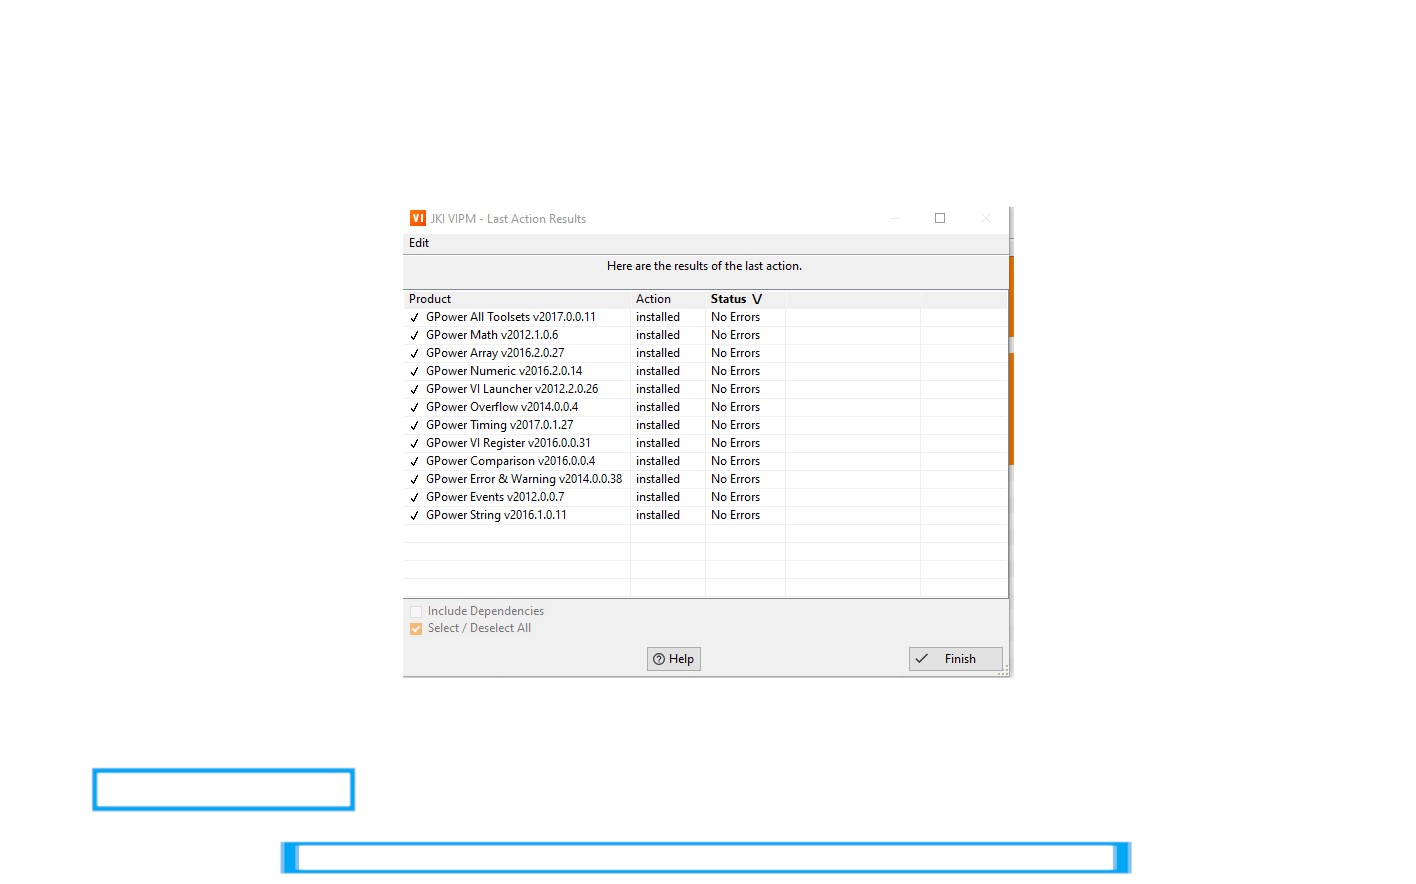 VI JKI VIPM - Last Action Results
Edit
Here are the results of the last action.
Product Action Status V
✓ GPower All Toolsets v2017.0.0.11 installed No Errors
✓ GPower Math v2012.1.0.6 installed No Errors
✓ GPower Array v2016.2.0.27 installed No Errors
✓ GPower Numeric v2016.2.0.14 installed No Errors
✓ GPower VI Launcher v2012.2.0.26 installed No Errors
✓ GPower Overflow v2014.0.0.4 installed No Errors
✓ GPower Timing v2017.0.1.27 installed No Errors
✓ GPower VI Register v2016.0.0.31 installed No Errors
✓ GPower Comparison v2016.0.0.4 installed No Errors
✓ GPower Error & Warning v2014.0.0.38 installed No Errors
✓ GPower Events v2012.0.0.7 installed No Errors
✓ GPower String v2016.1.0.11 installed No Errors
Include Dependencies
Select / Deselect All
Help Finish